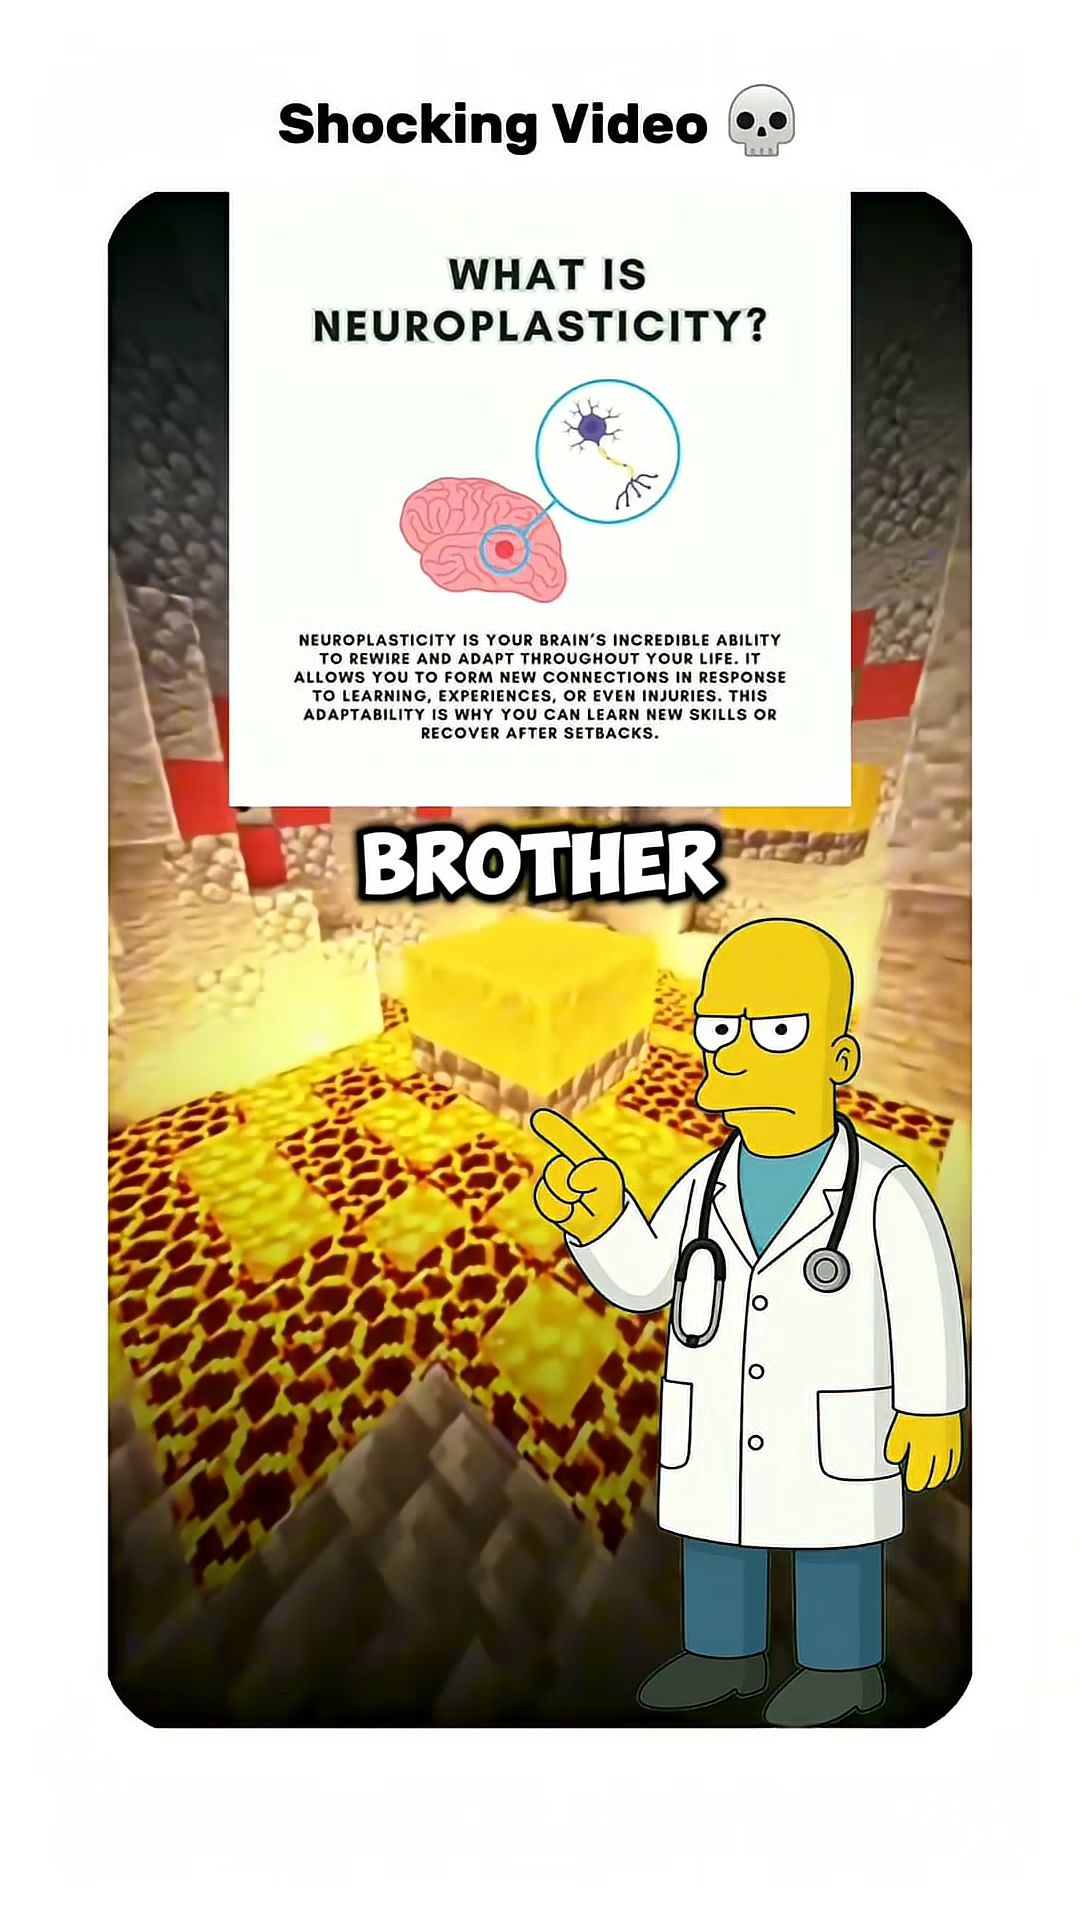 Shocking Video 💀
WHAT IS
NEUROPLASTICITY?
NEUROPLASTICITY IS YOUR BRAIN'S INCREDIBLE ABILITY
TO REWIRE AND ADAPT THROUGHOUT YOUR LIFE. IT
ALLOWS YOU TO FORM NEW CONNECTIONS IN RESPONSE
TO LEARNING, EXPERIENCES, OR EVEN INJURIES. THIS
ADAPTABILITY IS WHY YOU CAN LEARN NEW SKILLS OR
RECOVER AFTER SETBACKS.
BROTHER